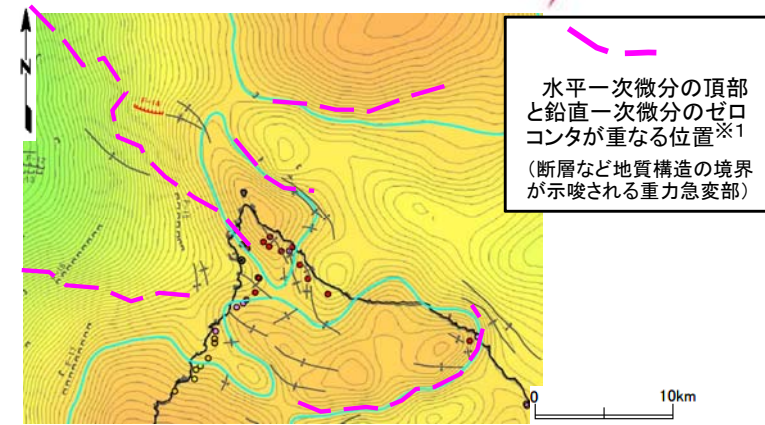 N
F-14
水平一次微分の頂部
と鉛直一次微分のゼロ
コンタが重なる位置※1
(断層など地質構造の境界
が示唆される重力急変部)
0
10km